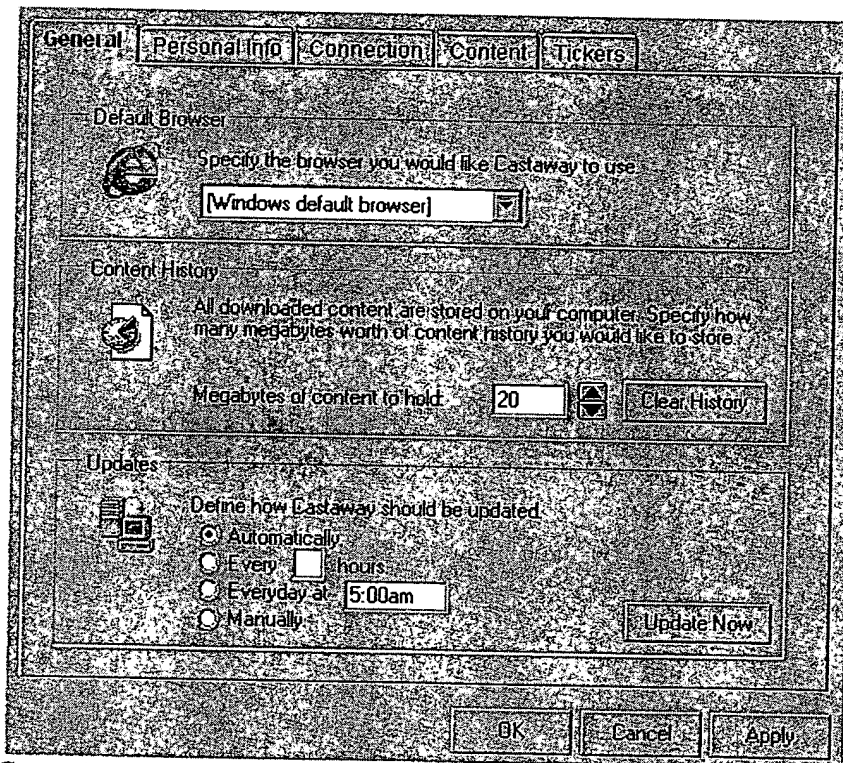 General Personal Info Connection Content Tickers
Default Browser
Specify the browser you would like Castaway to use
[Windows default browser]
Content History
All downloaded content are stored on your computer. Specify how
many megabytes worth of content history you would like to store.
Megabytes of content to hold: 20 Clear History
Updates
Define how Castaway should be updated.
Automatically
Every hours
Everyday at 5:00am
Manually
Update Now
OK Cancel Apply